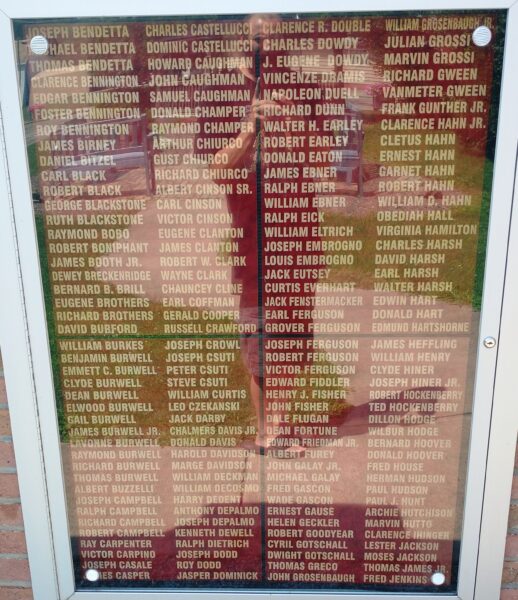 JOSEPH BENDETTA
BENDETTA
THOMAS BENDETTA
CLARENCE BENNINGTON
EDGAR BENNINGTON
FOSTER BENNINGTON
ROY BENNINGTON
JAMES BIRNEY
DANIEL BITZEL
CARL BLACK
ROBERT BLACK
GEORGE BLACKSTONE
RUTH BLACKSTONE
RAYMOND BOBO
ROBERT BONIPHANT
JAMES BOOTH JR.
DEWEY BRECKENRIDGE
BERNARD B. BRILL
EUGENE BROTHERS
RICHARD BROTHERS
DAVID BURFORD
WILLIAM BURKES
BENJAMIN BURWELL
EMMETT C. BURWELL
CLYDE BURWELL
DEAN BURWELL
ELWOOD BURWELL
GAIL BURWELL
JAMES BURWELL JR.
LAVONNE BURWELL
RAYMOND BURWELL
RICHARD BURWELL
THOMAS BURWELL
ALBERT BUZZELL
JOSEPH CAMPBELL
RALPH CAMPBELL
RICHARD CAMPBELL
ROBERT CAMPBELL
RAY CARPENTER
VICTOR CARPINO
JOSEPH CASALE
JAMES CASPER
CHARLES CASTELLUCCI
DOMINIC CASTELLUCCI
HOWARD CAUGHMAN
JOHN CAUGHMAN
SAMUEL CAUGHMAN
DONALD CHAMPER
RAYMOND CHAMPER
ARTHUR CHIURCO
GUST CHIURCO
RICHARD CHIURCO
ALBERT CINSON SR.
CARL CINSON
VICTOR CINSON
EUGENE CLANTON
JAMES CLANTON
ROBERT W. CLARK
WAYNE CLARK
CHAUNCEY CLINE
EARL COFFMAN
GERALD COOPER
RUSSELL CRAWFORD
JOSEPH CROWL
JOSEPH CSUTI
PETER CSUTI
STEVE CSUTI
WILLIAM CURTIS
LEO CZEKANSKI
JACK DARBY
CHALMERS DAVIS JR.
DONALD DAVIS
HAROLD DAVIDSON
MARGE DAVIDSON
WILLIAM DECKMAN
WILLIAM DECOSMO
HARRY DEDENT
ANTHONY DEPALMO
JOSEPH DEPALMO
KENNETH DEWELL
RALPH DIETRICH
JOSEPH DODD
ROY DODD
JASPER DOMINICK
CLARENCE R. DOUBLE
CHARLES DOWDY
J. EUGENE DOWDY
VINCENZE DRAMIS
NAPOLEON DUELL
RICHARD DUNN
WALTER H. EARLEY
ROBERT EARLEY
DONALD EATON
JAMES EBNER
RALPH EBNER
WILLIAM EBNER
RALPH EICK
WILLIAM ELTRICH
JOSEPH EMBROGNO
LOUIS EMBROGNO
JACK EUTSEY
CURTIS EVERHART
JACK FENSTERMACKER
EARL FERGUSON
GROVER FERGUSON
JOSEPH FERGUSON
ROBERT FERGUSON
VICTOR FERGUSON
EDWARD FIDDLER
HENRY J. FISHER
JOHN FISHER
DALE FLUGAN
DEAN FORTUNE
EDWARD FRIEDMAN JR.
ALBERT FUREY
JOHN GALAY JR.
MICHAEL GALAY
FRED GASCON
WADE GASCON
ERNEST GAUSE
HELEN GECKLER
ROBERT GOODYEAR
CYRIL GOTSCHALL
DWIGHT GOTSCHALL
THOMAS GRECO
JOHN GROSENBAUGH
WILLIAM GROSENBAUGH JR.
JULIAN GROSSI
MARVIN GROSSI
RICHARD GWEEN
VANMETER GWEEN
FRANK GUNTHER JR.
CLARENCE HAHN JR.
CLETUS HAHN
ERNEST HAHN
GARNET HAHN
ROBERT HAHN
WILLIAM D. HAHN
OBEDIAH HALL
VIRGINIA HAMILTON
CHARLES HARSH
DAVID HARSH
EARL HARSH
WALTER HARSH
EDWIN HART
DONALD HART
EDMUND HARTSHORNE
JAMES HEFFLING
WILLIAM HENRY
CLYDE HINER
JOSEPH HINER JR.
ROBERT HOCKENBERRY
TED HOCKENBERRY
DILLON HODGE
WILBUR HODGE
BERNARD HOOVER
DONALD HOOVER
FRED HOUSE
HERMAN HUDSON
PAUL HUDSON
PAUL J. HUNT
ARCHIE HUTCHISON
MARVIN HUTTO
CLARENCE IHINGER
LESTER JACKSON
MOSES JACKSON
THOMAS JAMES JR.
FRED JENKINS